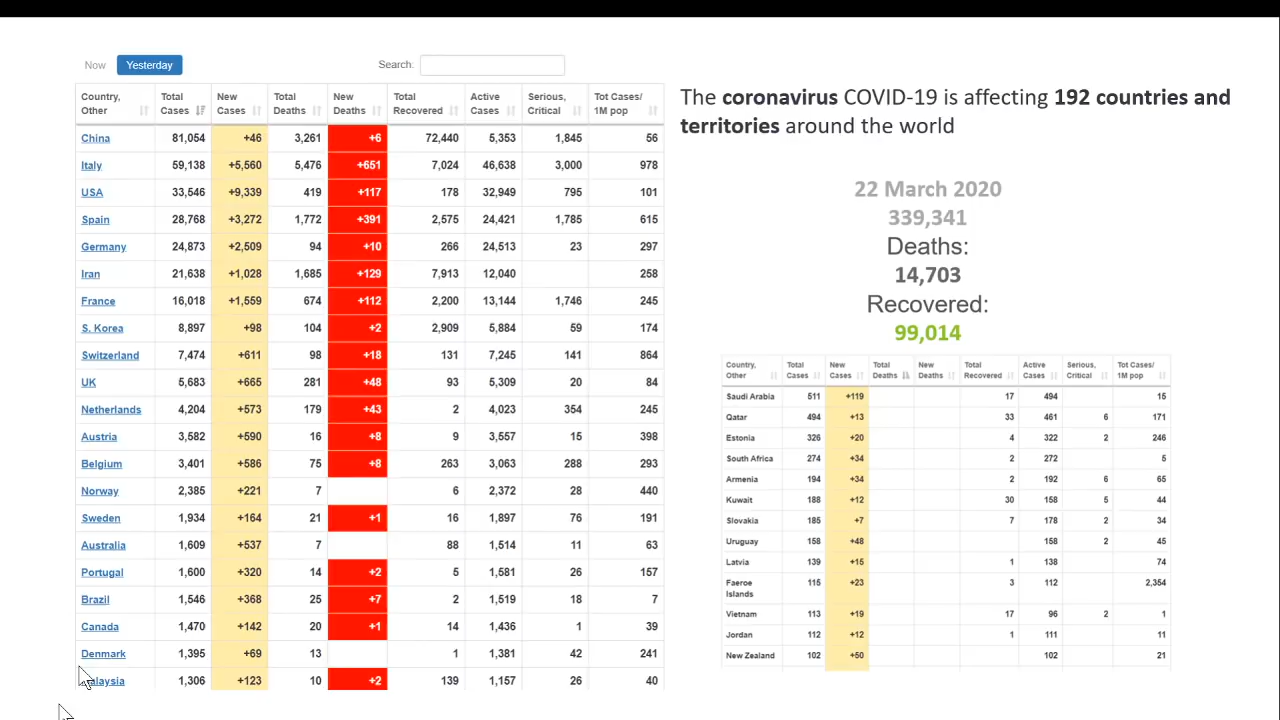 Now Yesterday Search:
Country, Other Total Cases New Cases Total Deaths New Deaths Total Recovered Active Cases Serious, Critical Tot Cases/ 1M pop
China 81,054 +46 3,261 +6 72,440 5,353 1,845 56
Italy 59,138 +5,560 5,476 +651 7,024 46,638 3,000 978
USA 33,546 +9,339 419 +117 178 32,949 795 101
Spain 28,768 +3,272 1,772 +391 2,575 24,421 1,785 615
Germany 24,873 +2,509 94 +10 266 24,513 23 297
Iran 21,638 +1,028 1,685 +129 7,913 12,040 258
France 16,018 +1,559 674 +112 2,200 13,144 1,746 245
S. Korea 8,897 +98 104 +2 2,909 5,884 59 174
Switzerland 7,474 +611 98 +18 131 7,245 141 864
UK 5,683 +665 281 +48 93 5,309 20 84
Netherlands 4,204 +573 179 +43 2 4,023 354 245
Austria 3,582 +590 16 +8 9 3,557 15 398
Belgium 3,401 +586 75 +8 263 3,063 288 293
Norway 2,385 +221 7 6 2,372 28 440
Sweden 1,934 +164 21 +1 16 1,897 76 191
Australia 1,609 +537 7 88 1,514 11 63
Portugal 1,600 +320 14 +2 5 1,581 26 157
Brazil 1,546 +368 25 +7 2 1,519 18 7
Canada 1,470 +142 20 +1 14 1,436 1 39
Denmark 1,395 +69 13 1 1,381 42 241
Malaysia 1,306 +123 10 +2 139 1,157 26 40
The coronavirus COVID-19 is affecting 192 countries and
territories around the world
22 March 2020
339,341
Deaths:
14,703
Recovered:
99,014
Country, Other Total Cases New Cases Total Deaths New Deaths Total Recovered Active Cases Serious, Critical Tot Cases/ 1M pop
Saudi Arabia 511 +119 17 494 15
Qatar 494 +13 33 461 6 171
Estonia 326 +20 4 322 2 246
South Africa 274 +34 2 272 5
Armenia 194 +34 2 192 6 65
Kuwait 188 +12 30 158 5 44
Slovakia 185 +7 7 178 2 34
Uruguay 158 +48 158 2 45
Latvia 139 +15 1 138 74
Faeroe Islands 115 +23 3 112 2,354
Vietnam 113 +19 17 96 2 1
Jordan 112 +12 1 111 11
New Zealand 102 +50 102 21